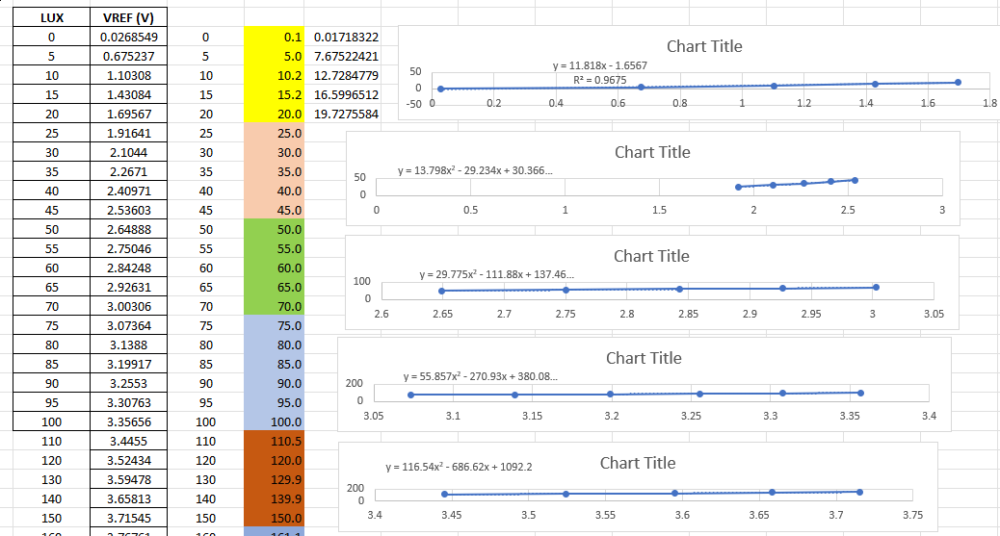 LUX VREF (V)
0 0.0268549 0 0.1 0.01718322
5 0.675237 5 5.0 7.67522421
10 1.10308 10 10.2 12.7284779
15 1.43084 15 15.2 16.5996512
20 1.69567 20 20.0 19.7275584
25 1.91641 25 25.0
30 2.1044 30 30.0
35 2.2671 35 35.0
40 2.40971 40 40.0
45 2.53603 45 45.0
50 2.64888 50 50.0
55 2.75046 55 55.0
60 2.84248 60 60.0
65 2.92631 65 65.0
70 3.00306 70 70.0
75 3.07364 75 75.0
80 3.1388 80 80.0
85 3.19917 85 85.0
90 3.2553 90 90.0
95 3.30763 95 95.0
100 3.35656 100 100.0
110 3.4455 110 110.5
120 3.52434 120 120.0
130 3.59478 130 129.9
140 3.65813 140 139.9
150 3.71545 150 150.0
160 3.76761 160 161.1
Chart Title
y = 11.818x - 1.6567
R² = 0.9675
50
0
-50
0 0.2 0.4 0.6 0.8 1 1.2 1.4 1.6 1.8
Chart Title
y = 13.798x² - 29.234x + 30.366...
50
0
0 0.5 1 1.5 2 2.5 3
Chart Title
y = 29.775x² - 111.88x + 137.46...
100
0
2.6 2.65 2.7 2.75 2.8 2.85 2.9 2.95 3 3.05
Chart Title
y = 55.857x² - 270.93x + 380.08...
200
0
3.05 3.1 3.15 3.2 3.25 3.3 3.35 3.4
Chart Title
y = 116.54x² - 686.62x + 1092.2
200
0
3.4 3.45 3.5 3.55 3.6 3.65 3.7 3.75